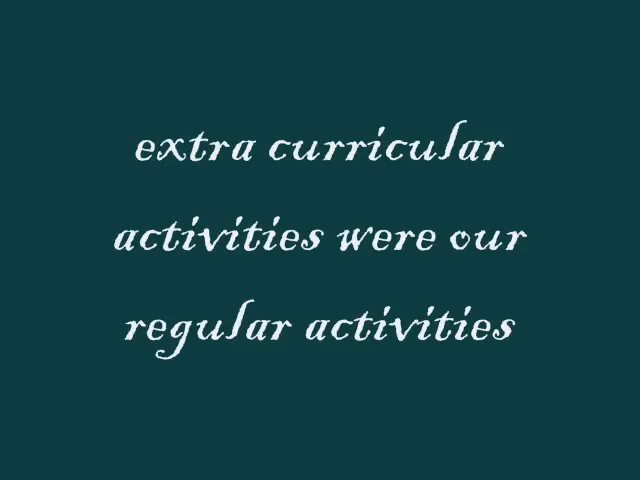 extra curricular
activities were our
regular activities